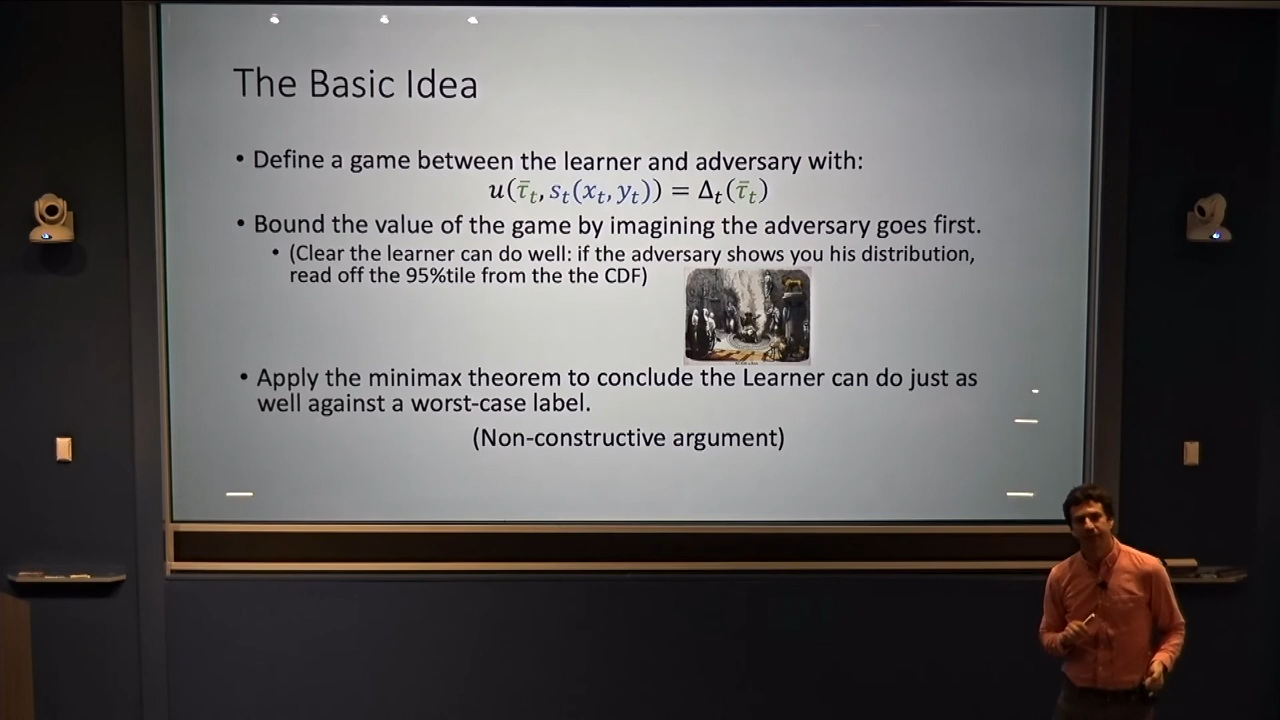 The Basic Idea
• Define a game between the learner and adversary with:
u(τ̄ₜ, sₜ(xₜ, yₜ)) = Δₜ(τ̄ₜ)
• Bound the value of the game by imagining the adversary goes first.
• (Clear the learner can do well: if the adversary shows you his distribution,
read off the 95%tile from the the CDF)
• Apply the minimax theorem to conclude the Learner can do just as
well against a worst-case label.
(Non-constructive argument)